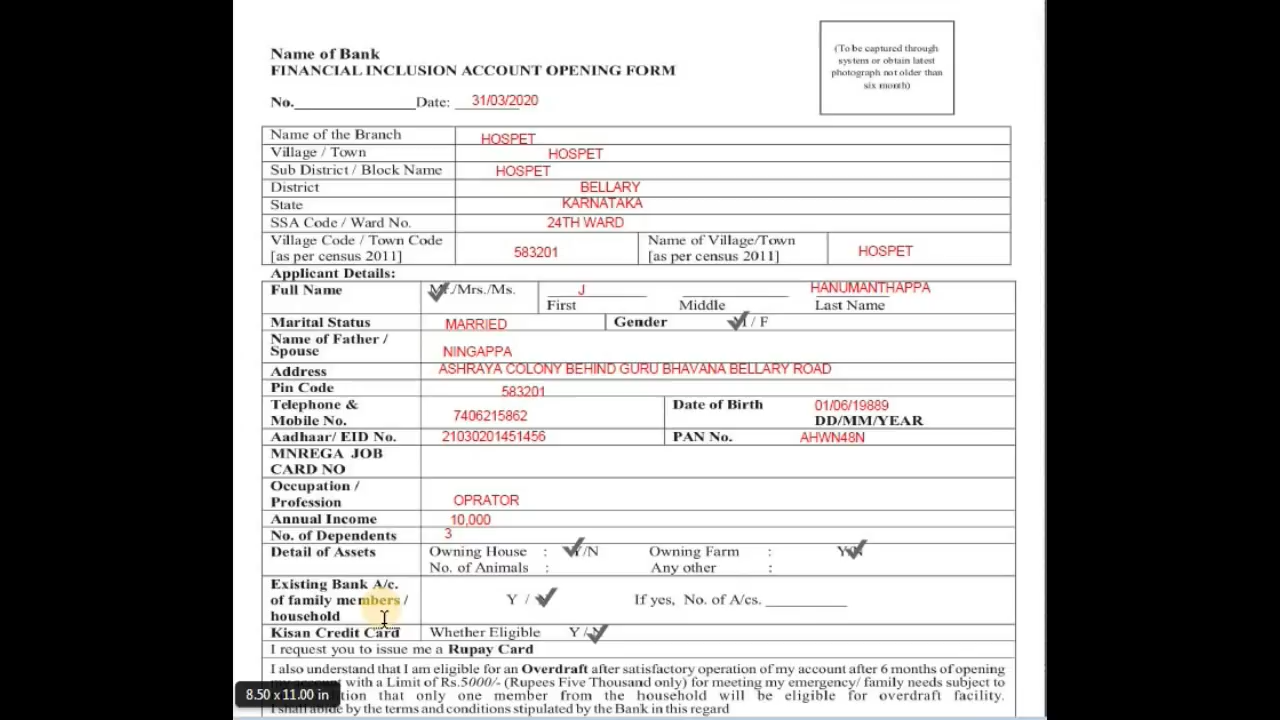 (To be captured through
system or obtain latest
photograph not older than
six month)
Name of Bank
FINANCIAL INCLUSION ACCOUNT OPENING FORM
No.______________ Date: 31/03/2020
Name of the Branch HOSPET
Village / Town HOSPET
Sub District / Block Name HOSPET
District BELLARY
State KARNATAKA
SSA Code / Ward No. 24TH WARD
Village Code / Town Code Name of Village/Town
[as per census 2011] 583201 [as per census 2011] HOSPET
Applicant Details:
Full Name Mr./Mrs./Ms. J HANUMANTHAPPA
First Middle Last Name
Marital Status MARRIED Gender M / F
Name of Father /
Spouse NINGAPPA
Address ASHRAYA COLONY BEHIND GURU BHAVANA BELLARY ROAD
Pin Code 583201
Telephone & Date of Birth 01/06/19889
Mobile No. 7406215862 DD/MM/YEAR
Aadhaar/ EID No. 21030201451456 PAN No. AHWN48N
MNREGA JOB
CARD NO
Occupation /
Profession OPRATOR
Annual Income 10,000
No. of Dependents 3
Detail of Assets Owning House : Y/N Owning Farm : Y/N
No. of Animals : Any other :
Existing Bank A/c.
of family members / Y / If yes, No. of A/cs. __________
household
Kisan Credit Card Whether Eligible Y/N
I request you to issue me a Rupay Card
I also understand that I am eligible for an Overdraft after satisfactory operation of my account after 6 months of opening
my account with a Limit of Rs.5000/- (Rupees Five Thousand only) for meeting my emergency/ family needs subject to
that only one member from the household will be eligible for overdraft facility.
I shall abide by the terms and conditions stipulated by the Bank in this regard
8.50 x 11.00 in